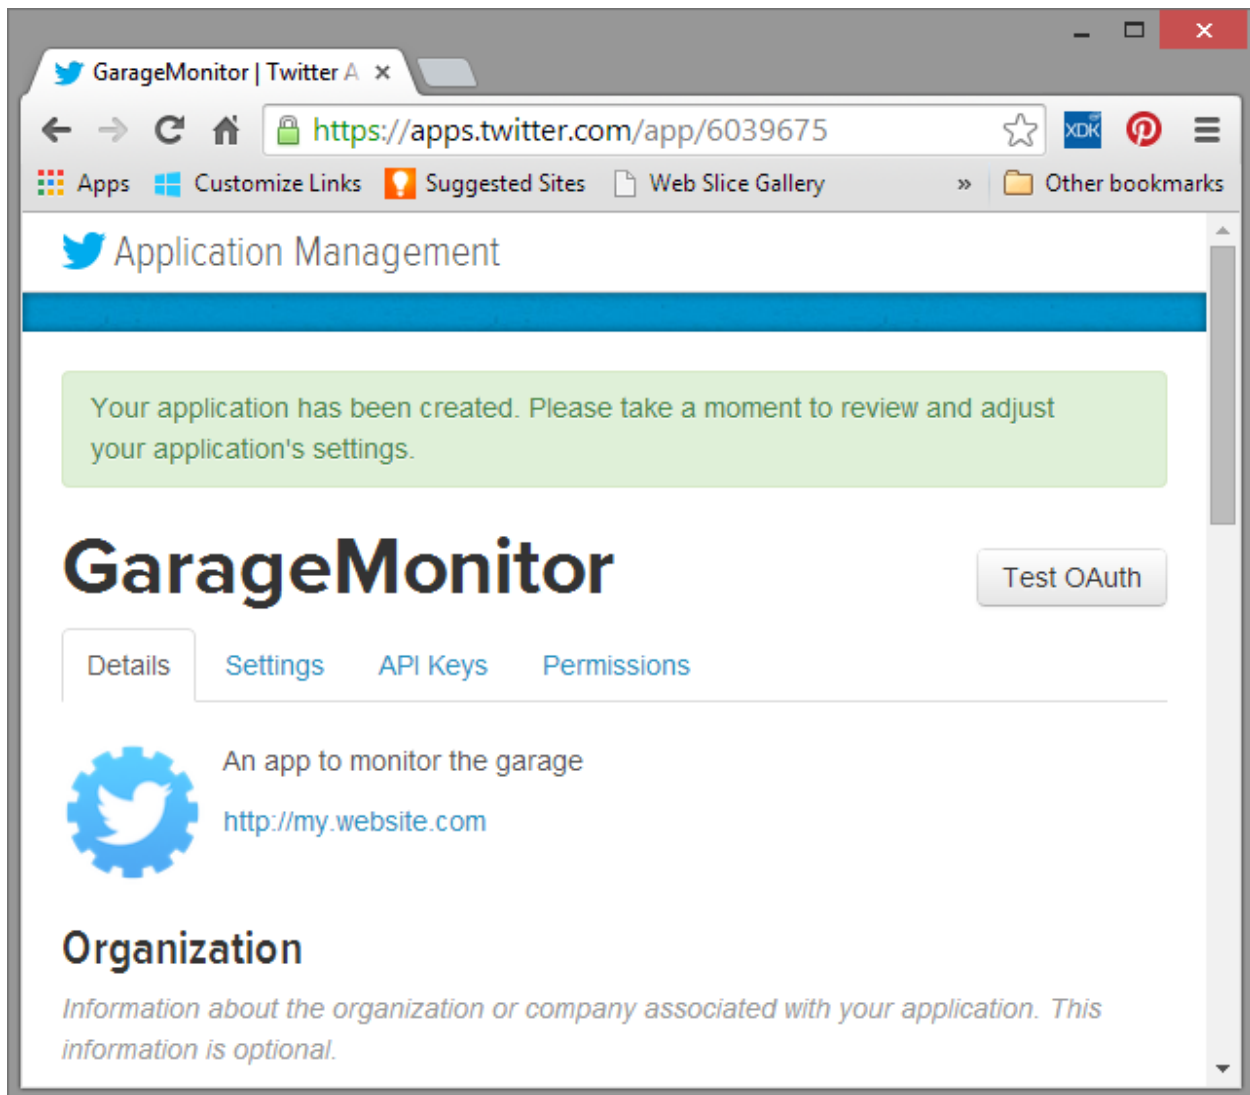 GarageMonitor | Twitter A
https://apps.twitter.com/app/6039675
XDK
Apps Customize Links Suggested Sites Web Slice Gallery » Other bookmarks
Application Management
Your application has been created. Please take a moment to review and adjust
your application's settings.
GarageMonitor
Test OAuth
Details Settings API Keys Permissions
An app to monitor the garage
http://my.website.com
Organization
Information about the organization or company associated with your application. This
information is optional.